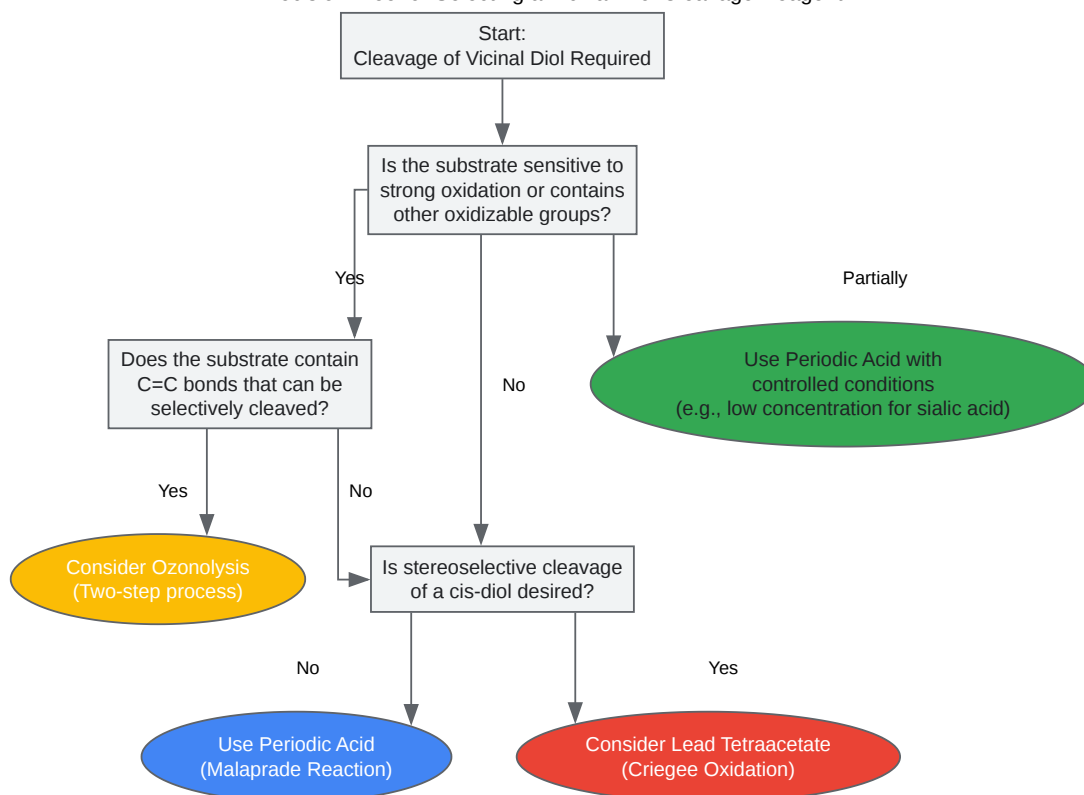 Start:
Cleavage of Vicinal Diol Required
Is the substrate sensitive to
strong oxidation or contains
other oxidizable groups?
Yes
Partially
Does the substrate contain
C=C bonds that can be
selectively cleaved?
No
Use Periodic Acid with
controlled conditions
(e.g., low concentration for sialic acid)
Yes
No
Consider Ozonolysis
(Two-step process)
Is stereoselective cleavage
of a cis-diol desired?
No
Yes
Use Periodic Acid
(Malaprade Reaction)
Consider Lead Tetraacetate
(Criegee Oxidation)